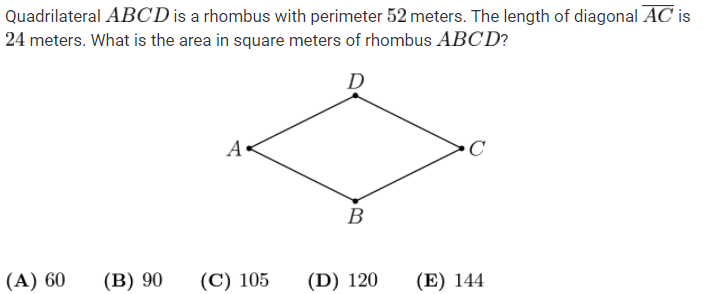 Quadrilateral ABCD is a rhombus with perimeter 52 meters. The length of diagonal \overline{AC} is
24 meters. What is the area in square meters of rhombus ABCD?
D
A
C
B
(A) 60 (B) 90 (C) 105 (D) 120 (E) 144